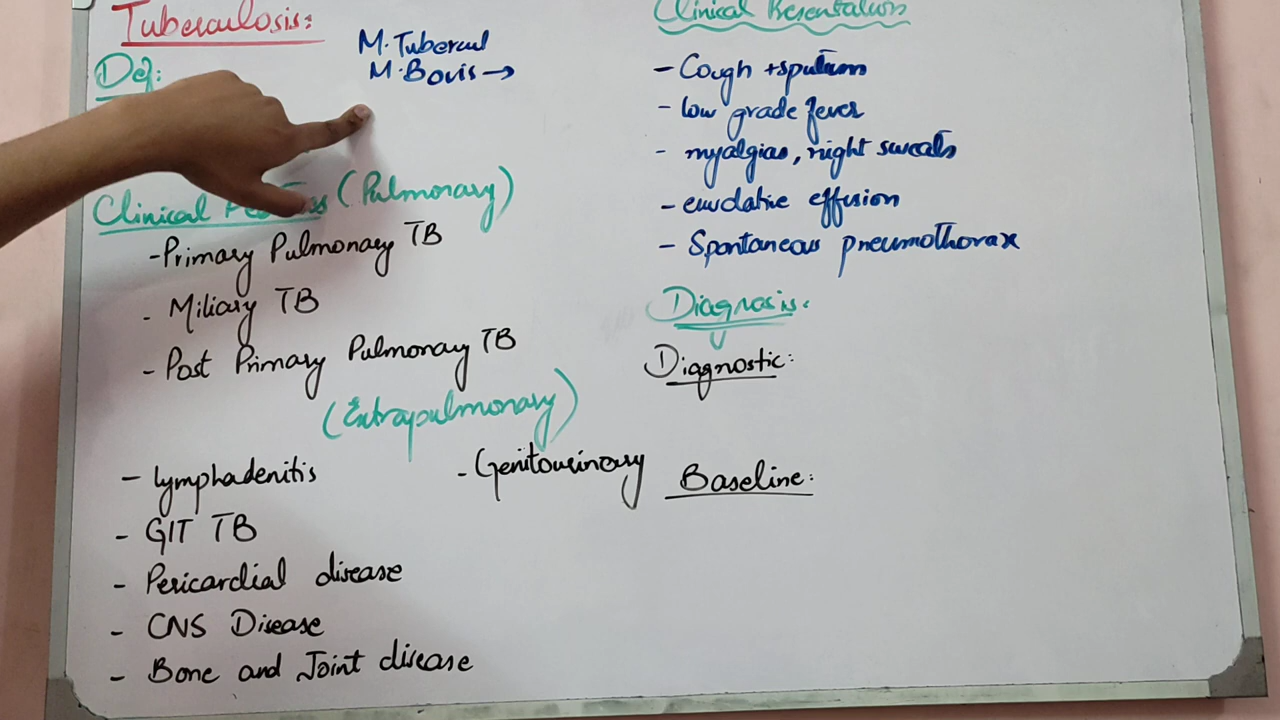 Tuberculosis:
Def:
M. Tubercul
M. Bovis →
Clinical (Pulmonary)
- Primary Pulmonary TB
- Miliary TB
- Post Primary Pulmonary TB
(Extrapulmonary)
- lymphadenitis
- GIT TB
- Pericardial disease
- CNS Disease
- Bone and Joint disease
- Genitourinary
Clinical Presentation
- Cough + sputum
- low grade fever
- myalgias, night sweats
- exudative effusion
- Spontaneous pneumothorax
Diagnosis:
Diagnostic:
Baseline: